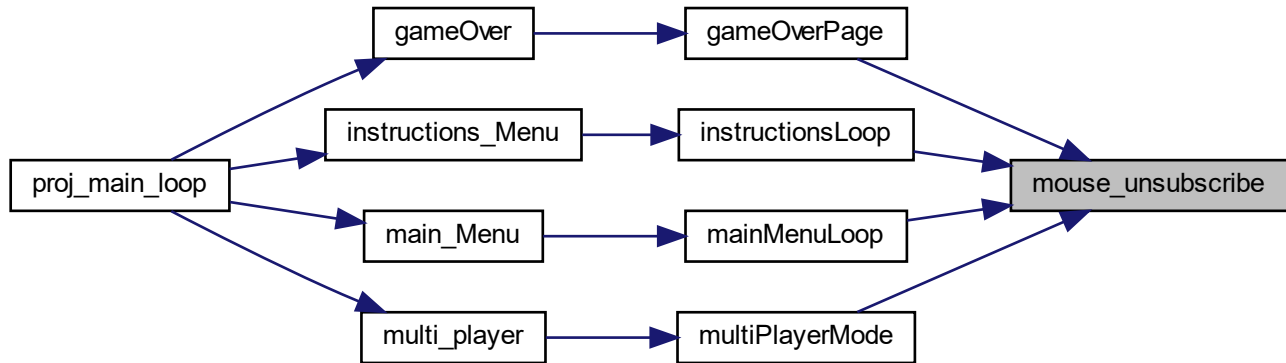 gameOver
gameOverPage
instructions_Menu
instructionsLoop
proj_main_loop
mouse_unsubscribe
main_Menu
mainMenuLoop
multi_player
multiPlayerMode